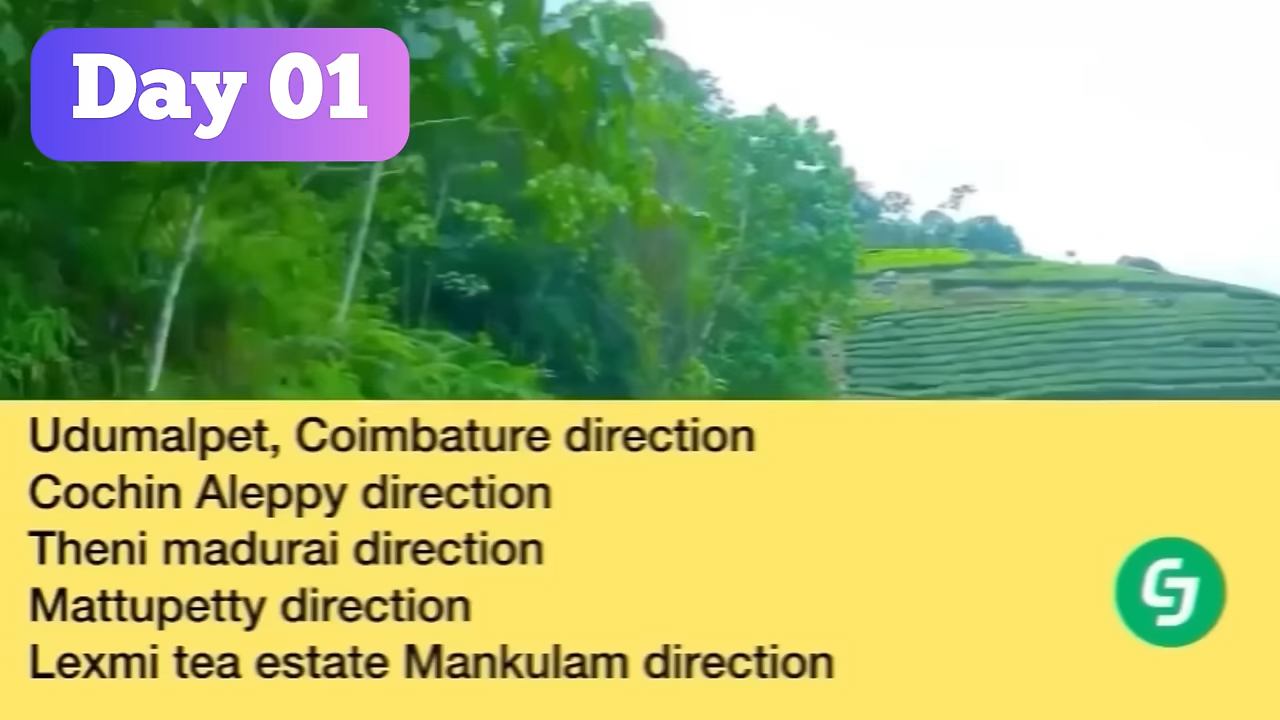 Day 01
Udumalpet, Coimbature direction
Cochin Aleppy direction
Theni madurai direction
Mattupetty direction
Lexmi tea estate Mankulam direction